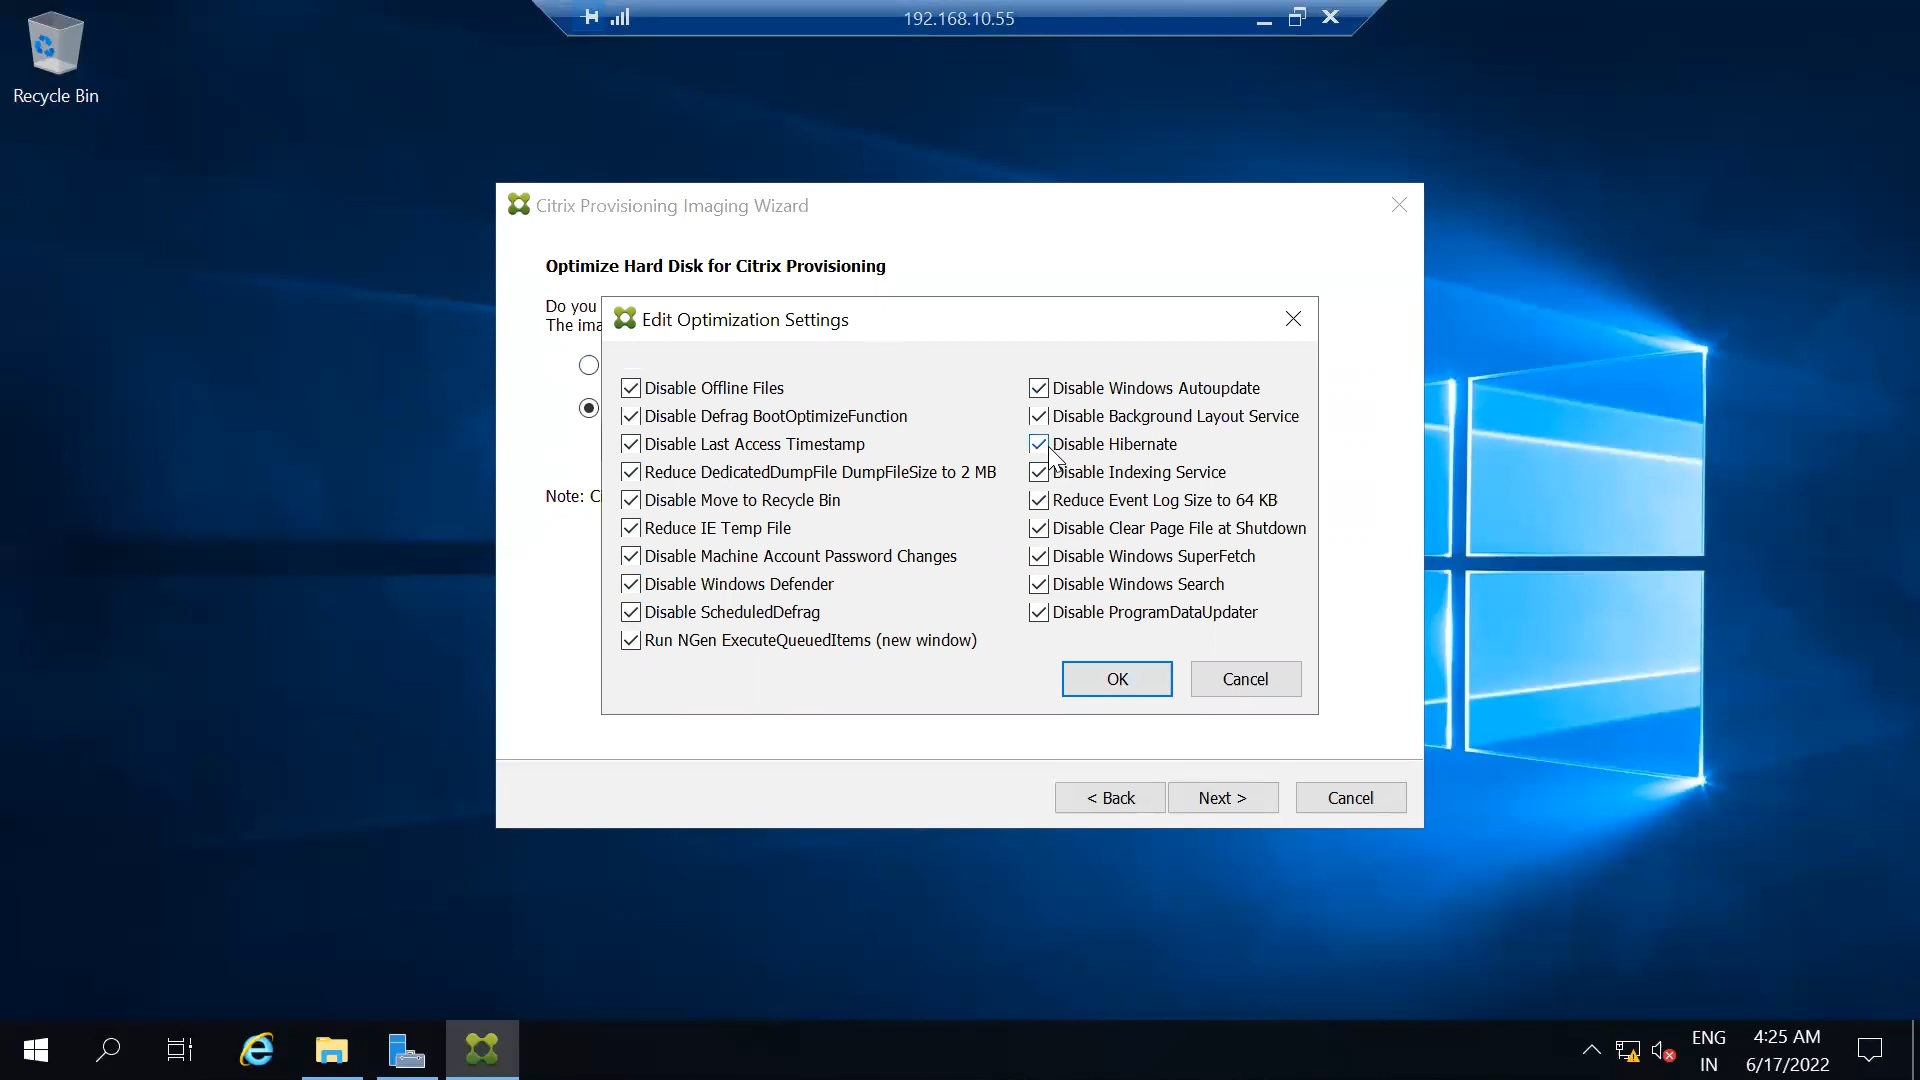 192.168.10.55
Recycle Bin
Citrix Provisioning Imaging Wizard
Optimize Hard Disk for Citrix Provisioning
Do you
The ima
Note: C
Edit Optimization Settings
Disable Offline Files
Disable Defrag BootOptimizeFunction
Disable Last Access Timestamp
Reduce DedicatedDumpFile DumpFileSize to 2 MB
Disable Move to Recycle Bin
Reduce IE Temp File
Disable Machine Account Password Changes
Disable Windows Defender
Disable ScheduledDefrag
Run NGen ExecuteQueuedItems (new window)
Disable Windows Autoupdate
Disable Background Layout Service
Disable Hibernate
Disable Indexing Service
Reduce Event Log Size to 64 KB
Disable Clear Page File at Shutdown
Disable Windows SuperFetch
Disable Windows Search
Disable ProgramDataUpdater
OK
Cancel
< Back
Next >
Cancel
ENG
IN
4:25 AM
6/17/2022